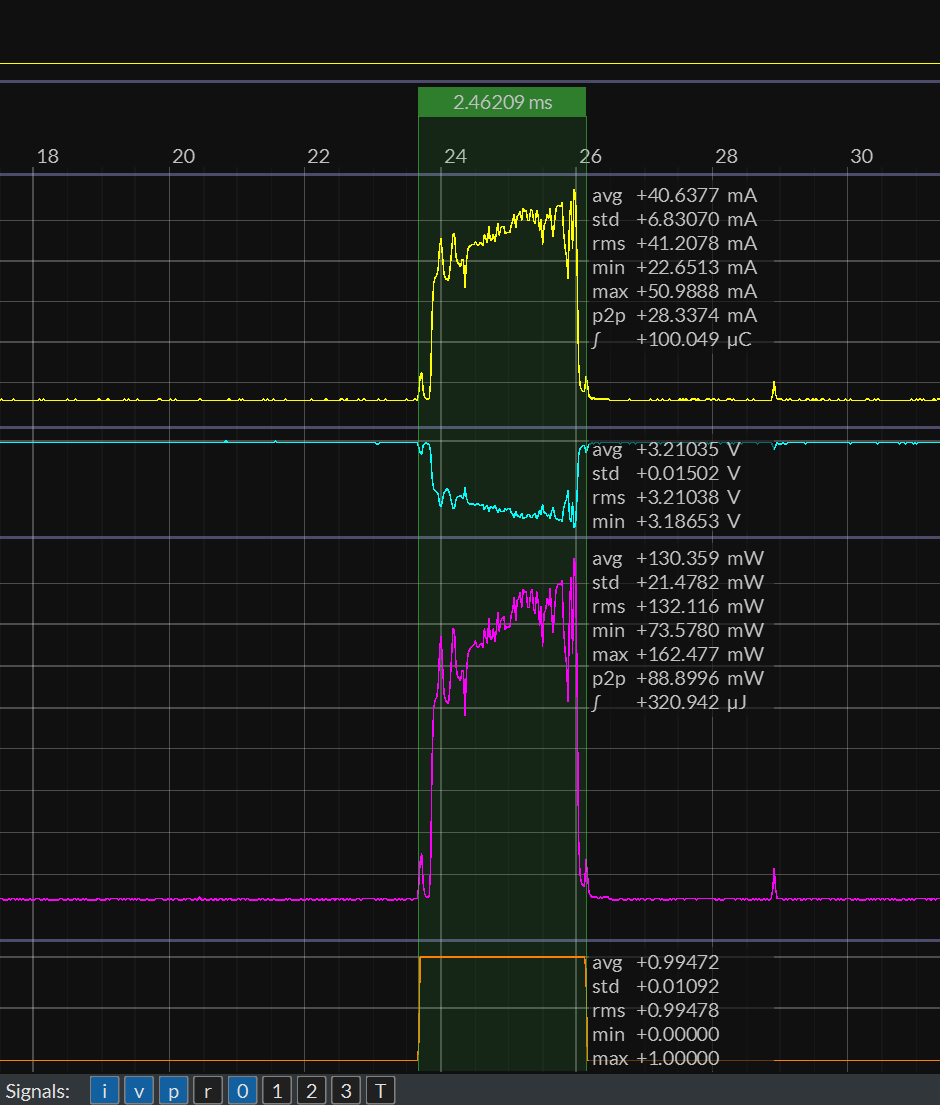 2.46209 ms
18 20 22 24 26 28 30
avg +40.6377 mA
std +6.83070 mA
rms +41.2078 mA
min +22.6513 mA
max +50.9888 mA
p2p +28.3374 mA
∫ +100.049 µC
avg +3.21035 V
std +0.01502 V
rms +3.21038 V
min +3.18653 V
avg +130.359 mW
std +21.4782 mW
rms +132.116 mW
min +73.5780 mW
max +162.477 mW
p2p +88.8996 mW
∫ +320.942 µJ
avg +0.99472
std +0.01092
rms +0.99478
min +0.00000
max +1.00000
Signals: i v p r 0 1 2 3 T